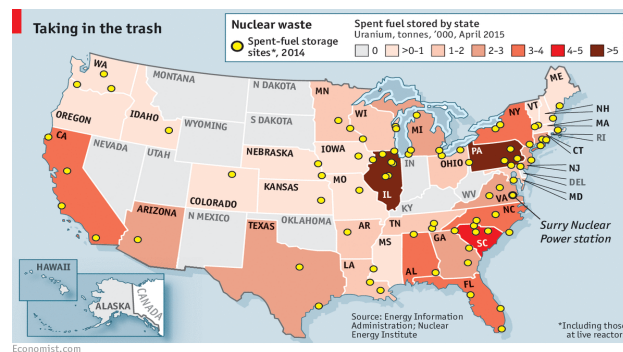 Taking in the trash
Nuclear waste
Spent-fuel storage
sites*, 2014
Spent fuel stored by state
Uranium, tonnes, '000, April 2015
0
>0-1
1-2
2-3
3-4
4-5
>5
WA
MONTANA
N DAKOTA
MN
ME
OREGON
IDAHO
WYOMING
S DAKOTA
WI
MI
NY
VT
NH
MA
RI
CT
CA
NEVADA
UTAH
NEBRASKA
IOWA
IL
IN
OHIO
PA
NJ
DEL
MD
COLORADO
KANSAS
MO
KY
WV
VA
ARIZONA
N MEXICO
OKLAHOMA
AR
TN
NC
Surry Nuclear
Power station
TEXAS
LA
MS
AL
GA
SC
FL
HAWAII
ALASKA
CANADA
Source: Energy Information
Administration; Nuclear
Energy Institute
*Including those
at live reactor
Economist.com